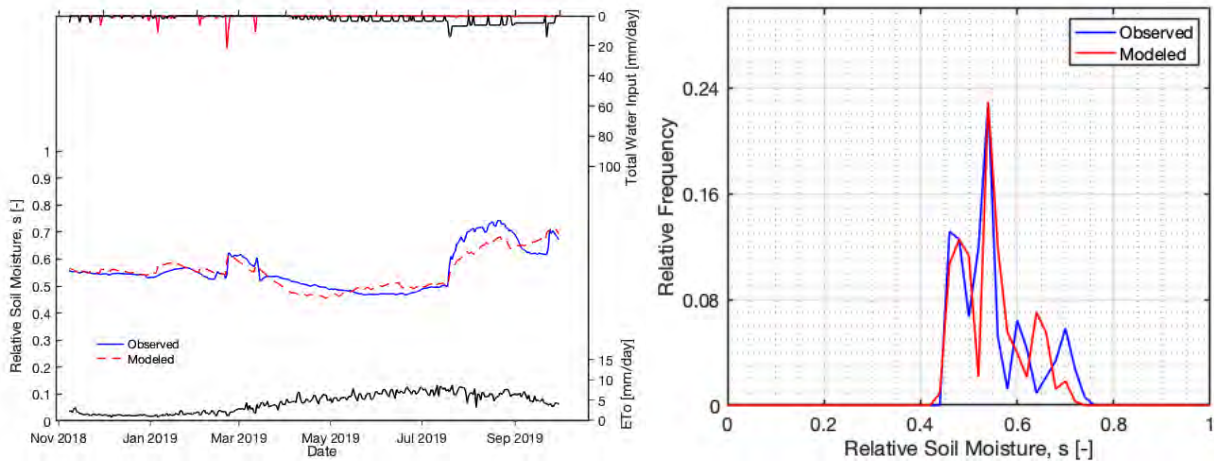 0
20
40
60
80
100
Total Water Input [mm/day]
1
0.9
0.8
0.7
0.6
0.5
0.4
0.3
0.2
0.1
0
Relative Soil Moisture, s [-]
Observed
Modeled
15
10
5
0
ETo [mm/day]
Nov 2018
Jan 2019
Mar 2019
May 2019
Jul 2019
Sep 2019
Date
Observed
Modeled
0.24
0.16
0.08
0
Relative Frequency
0
0.2
0.4
0.6
0.8
1
Relative Soil Moisture, s [-]